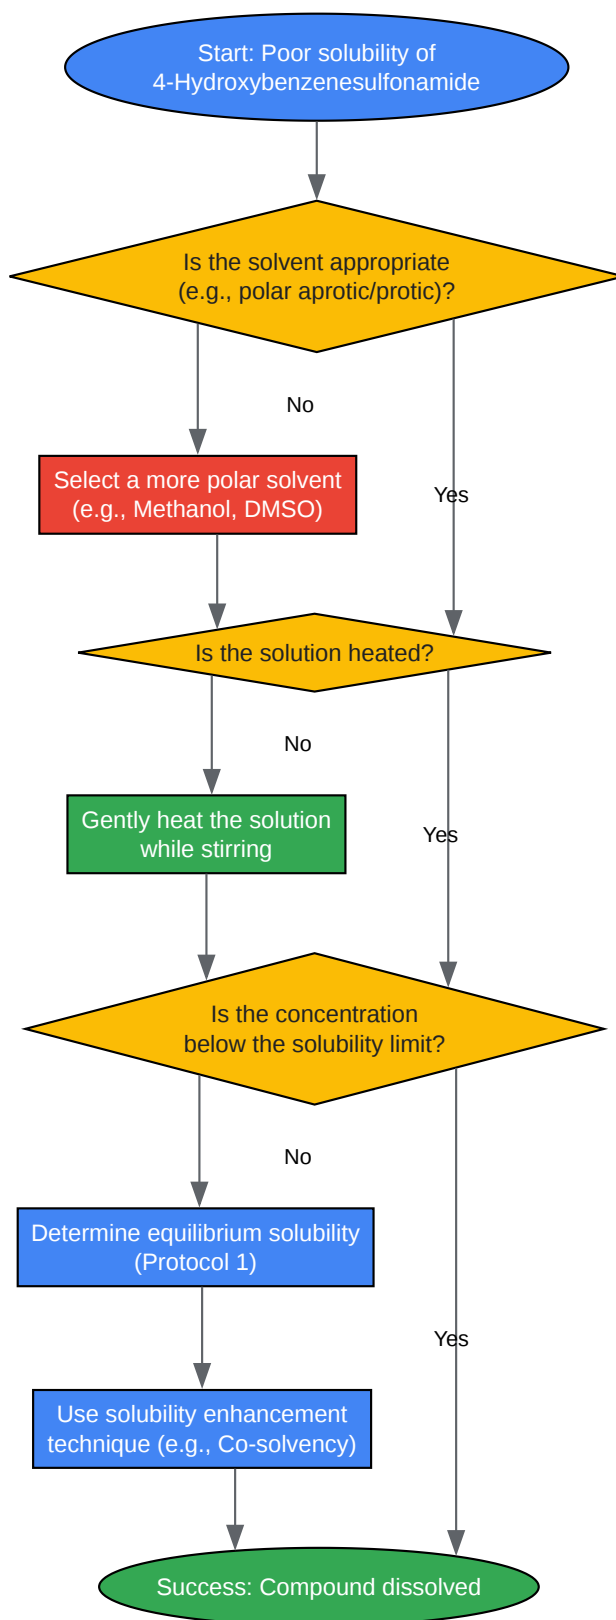 Start: Poor solubility of
4-Hydroxybenzenesulfonamide
Is the solvent appropriate
(e.g., polar aprotic/protic)?
No
Select a more polar solvent
(e.g., Methanol, DMSO)
Yes
Is the solution heated?
No
Gently heat the solution
while stirring
Yes
Is the concentration
below the solubility limit?
No
Determine equilibrium solubility
(Protocol 1)
Yes
Use solubility enhancement
technique (e.g., Co-solvency)
Success: Compound dissolved